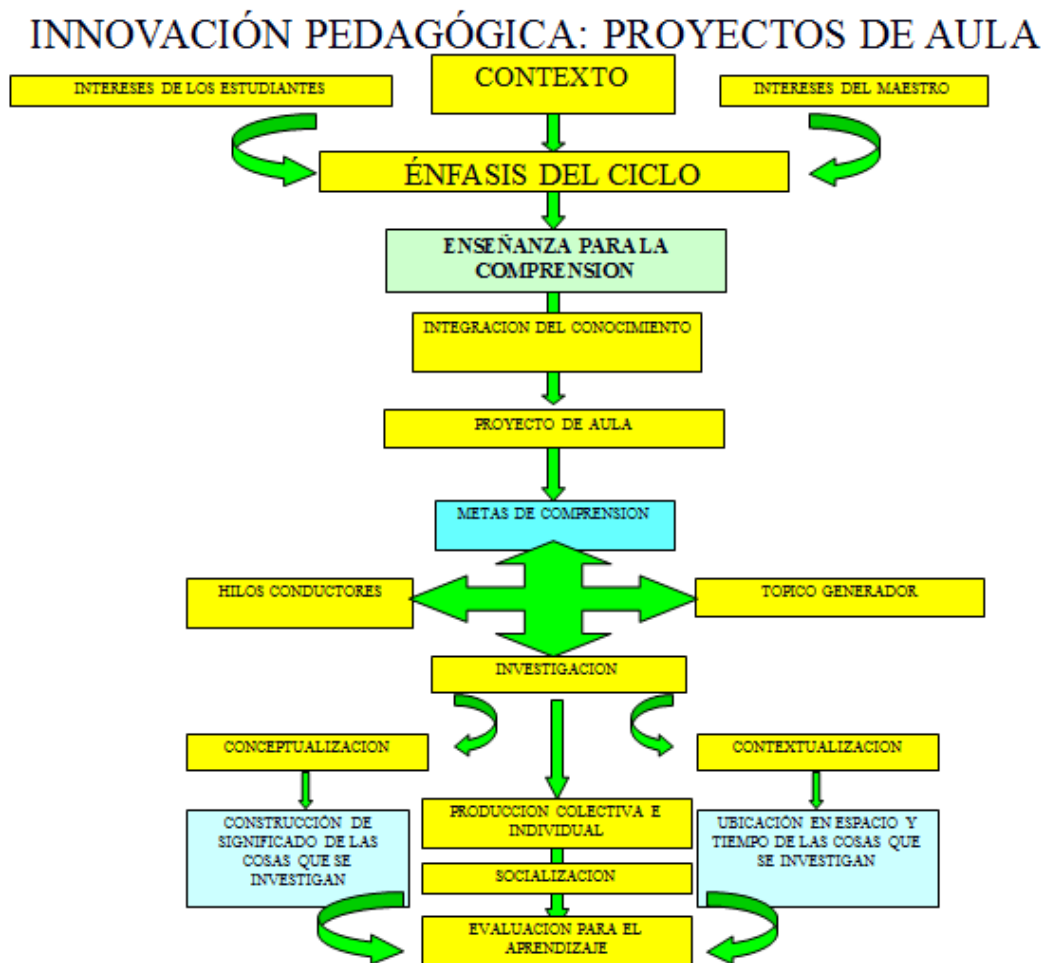 INNOVACIÓN PEDAGÓGICA: PROYECTOS DE AULA
INTERESES DE LOS ESTUDIANTES
CONTEXTO
INTERESES DEL MAESTRO
ÉNFASIS DEL CICLO
ENSEÑANZA PARA LA
COMPRENSION
INTEGRACION DEL CONOCIMIENTO
PROYECTO DE AULA
METAS DE COMPRENSION
HILOS CONDUCTORES
TOPICO GENERADOR
INVESTIGACION
CONCEPTUALIZACION
CONTEXTUALIZACION
CONSTRUCCIÓN DE
SIGNIFICADO DE LAS
COSAS QUE SE
INVESTIGAN
PRODUCCION COLECTIVA E
INDIVIDUAL
UBICACIÓN EN ESPACIO Y
TIEMPO DE LAS COSAS QUE
SE INVESTIGAN
SOCIALIZACION
EVALUACION PARA EL
APRENDIZAJE